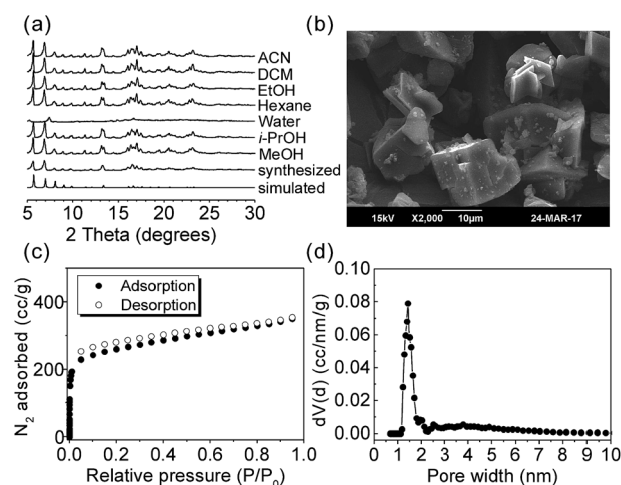 (a)
ACN
DCM
EtOH
Hexane
Water
i-PrOH
MeOH
synthesized
simulated
5 10 15 20 25 30
2 Theta (degrees)
(b)
15kV X2,000 10µm 24-MAR-17
(c)
Adsorption
Desorption
400
200
0
N2 adsorbed (cc/g)
0.0 0.2 0.4 0.6 0.8 1.0
Relative pressure (P/P0)
(d)
0.10
0.08
0.06
0.04
0.02
0.00
dV(d) (cc/nm/g)
0 1 2 3 4 5 6 7 8 9 10
Pore width (nm)